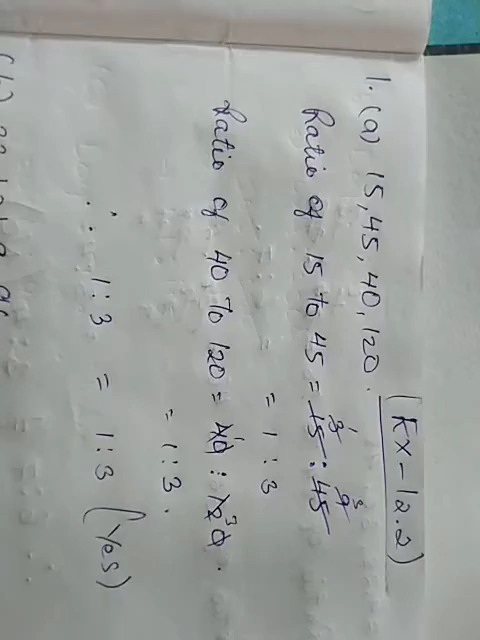 (Ex-12.2)
1. (a) 15, 45, 40, 120.
Ratio of 15 to 45 = 15 : 45
= 1 : 3
Ratio of 40 to 120 = 40 : 120.
= 1 : 3.
∴ 1 : 3 = 1 : 3 (Yes)
(b)